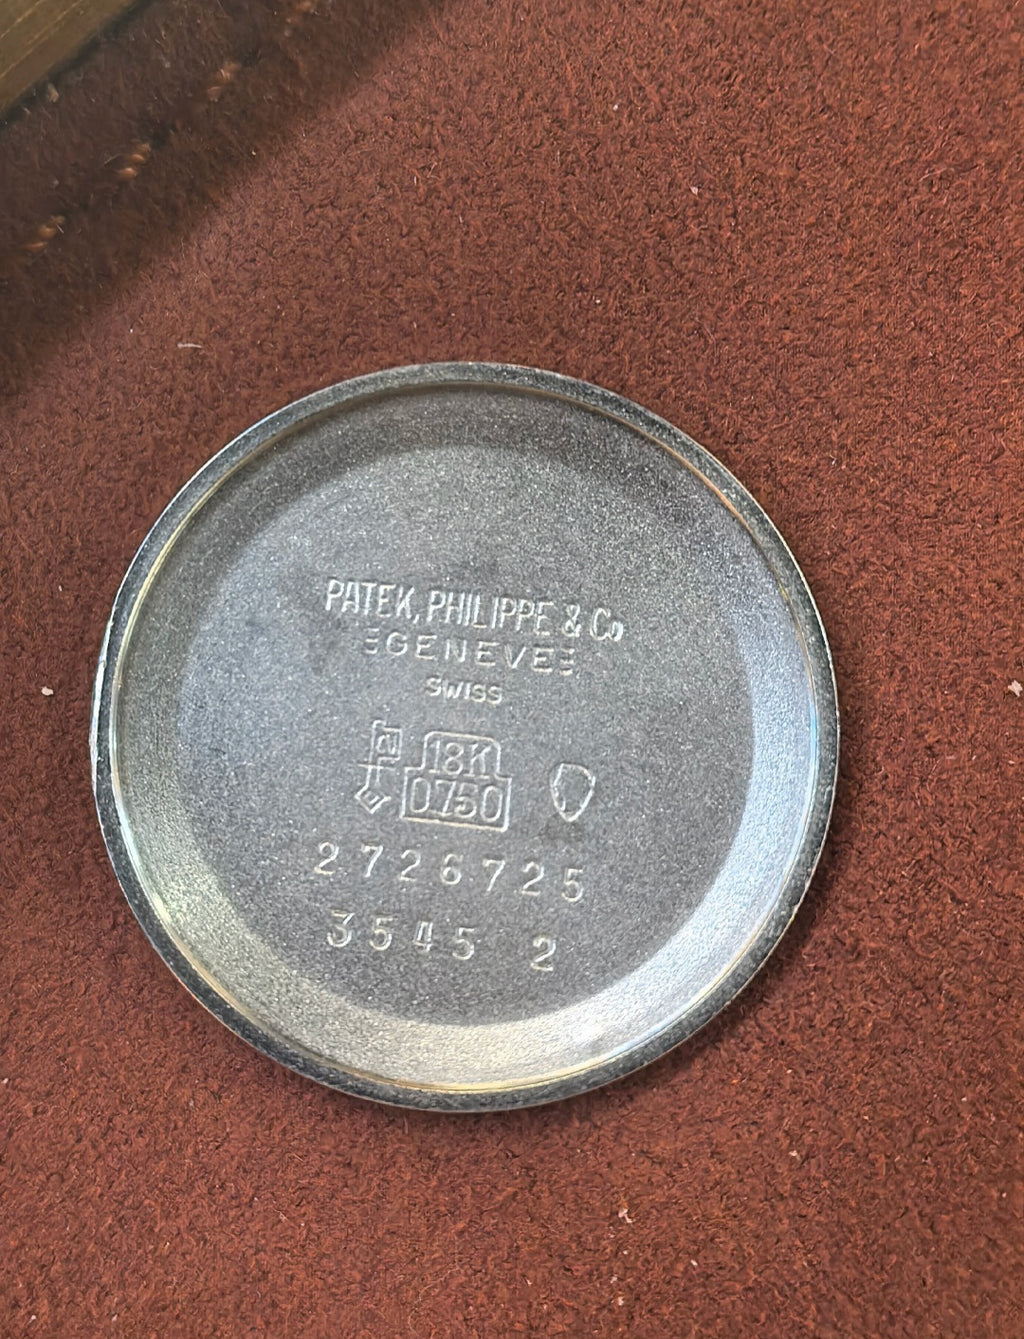 PATEK, PHILIPPE & Co
GENEVE
SWISS
18K
0.750
2726725
3545 2